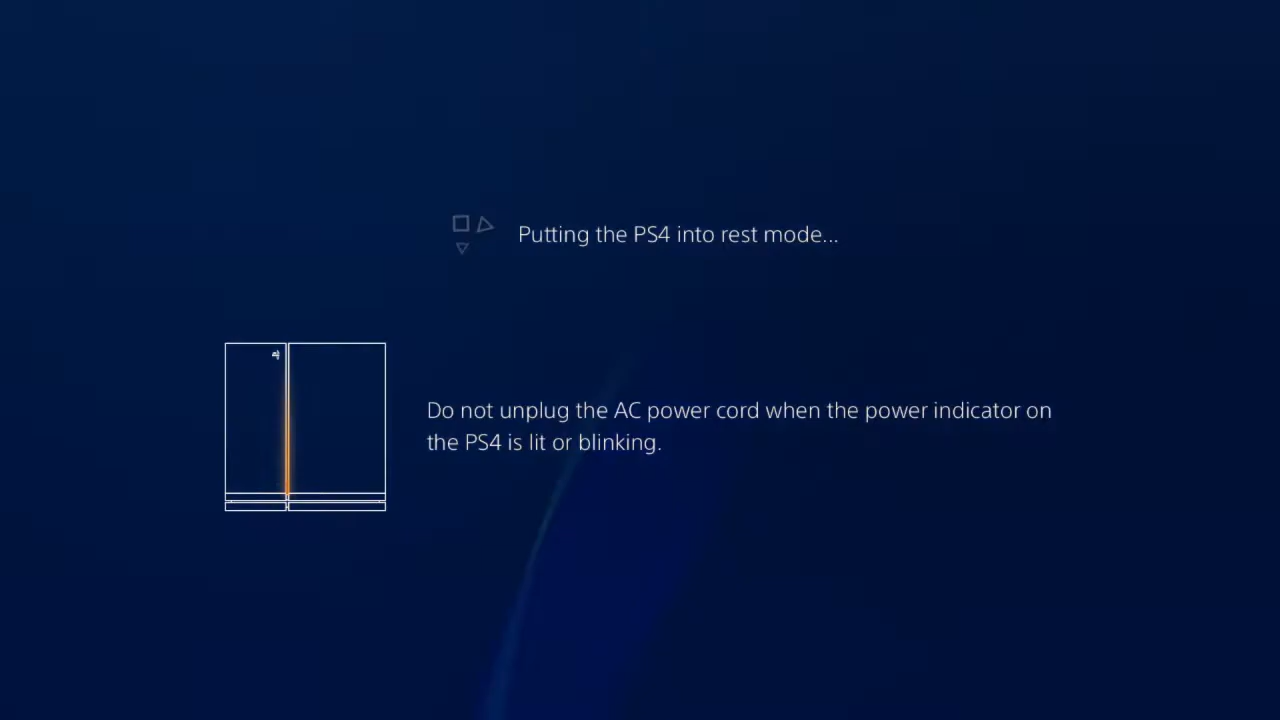 Putting the PS4 into rest mode...
Do not unplug the AC power cord when the power indicator on
the PS4 is lit or blinking.